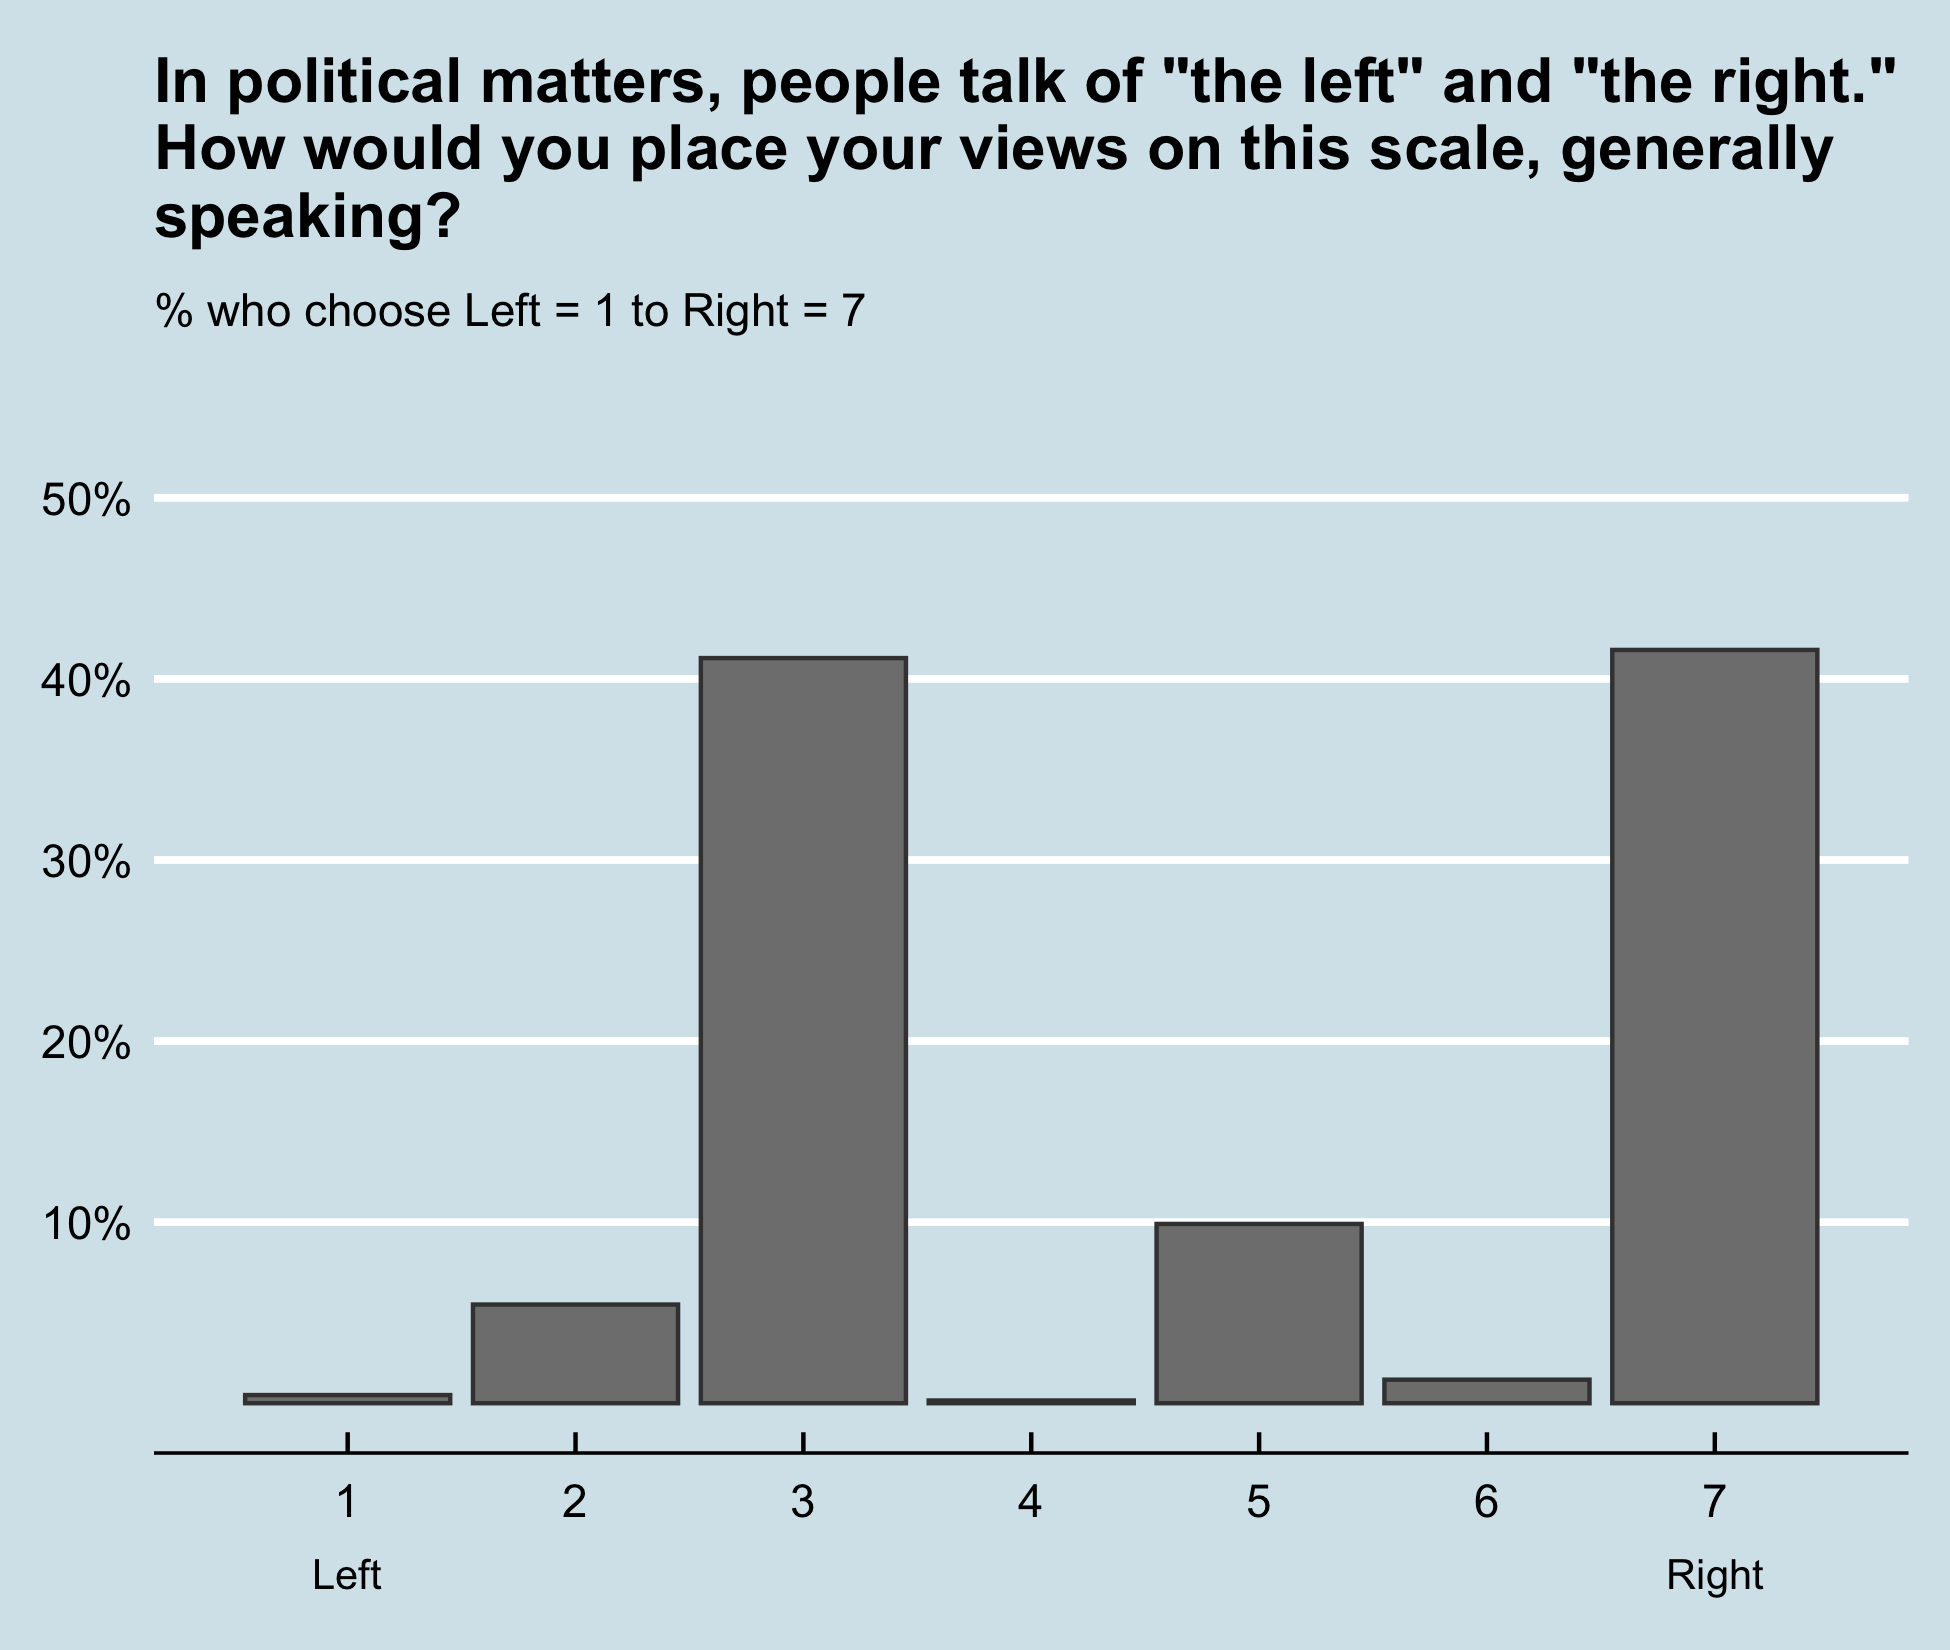 In political matters, people talk of "the left" and "the right."
How would you place your views on this scale, generally
speaking?
% who choose Left = 1 to Right = 7
50%
40%
30%
20%
10%
1 2 3 4 5 6 7
Left Right